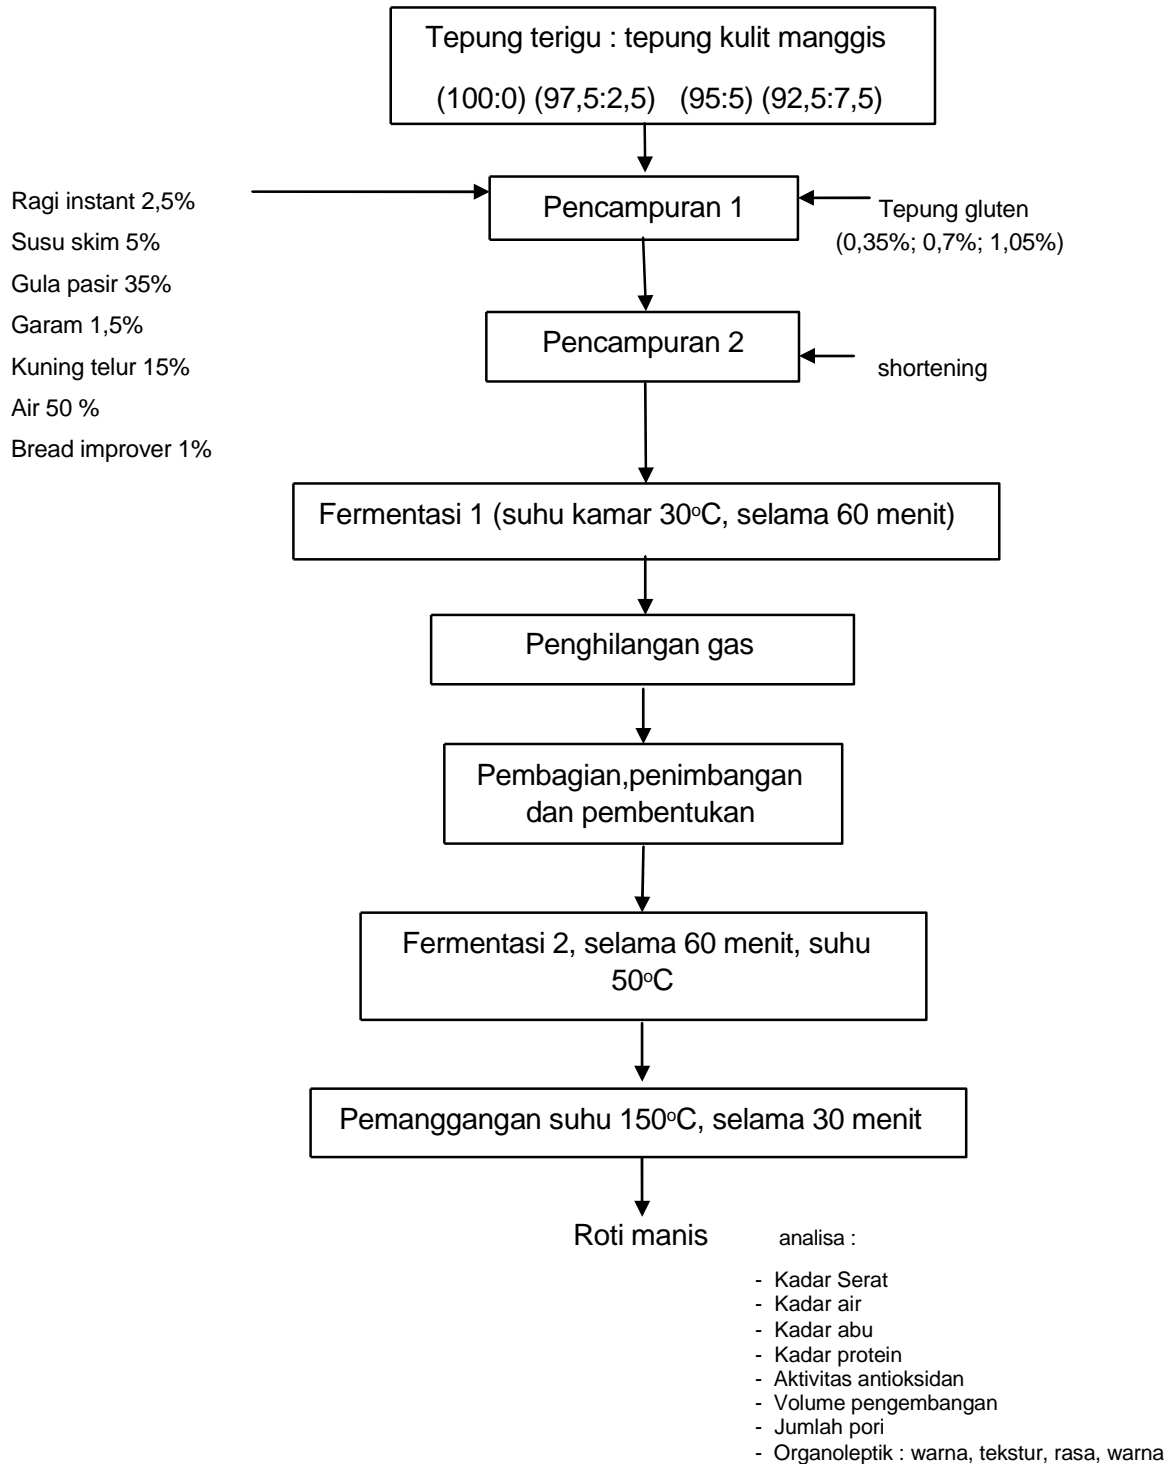 Tepung terigu : tepung kulit manggis
(100:0) (97,5:2,5) (95:5) (92,5:7,5)
Ragi instant 2,5%
Susu skim 5%
Gula pasir 35%
Garam 1,5%
Kuning telur 15%
Air 50 %
Bread improver 1%
Pencampuran 1
Tepung gluten
(0,35%; 0,7%; 1,05%)
Pencampuran 2
shortening
Fermentasi 1 (suhu kamar 30°C, selama 60 menit)
Penghilangan gas
Pembagian,penimbangan
dan pembentukan
Fermentasi 2, selama 60 menit, suhu
50°C
Pemanggangan suhu 150°C, selama 30 menit
Roti manis
analisa :
- Kadar Serat
- Kadar air
- Kadar abu
- Kadar protein
- Aktivitas antioksidan
- Volume pengembangan
- Jumlah pori
- Organoleptik : warna, tekstur, rasa, warna